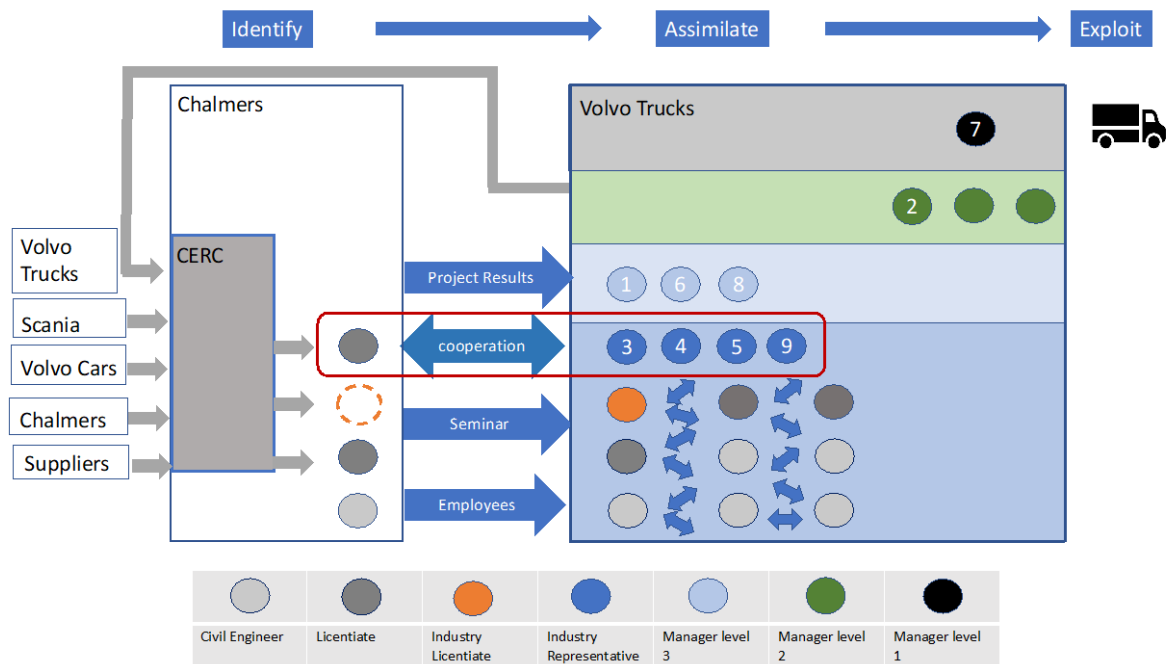 Identify
Assimilate
Exploit
Chalmers
Volvo Trucks
7
2
Volvo
Trucks
CERC
Project Results
1 6 8
Scania
cooperation
3 4 5 9
Volvo Cars
Chalmers
Seminar
Suppliers
Employees
Civil Engineer
Licentiate
Industry
Licentiate
Industry
Representative
Manager level
3
Manager level
2
Manager level
1